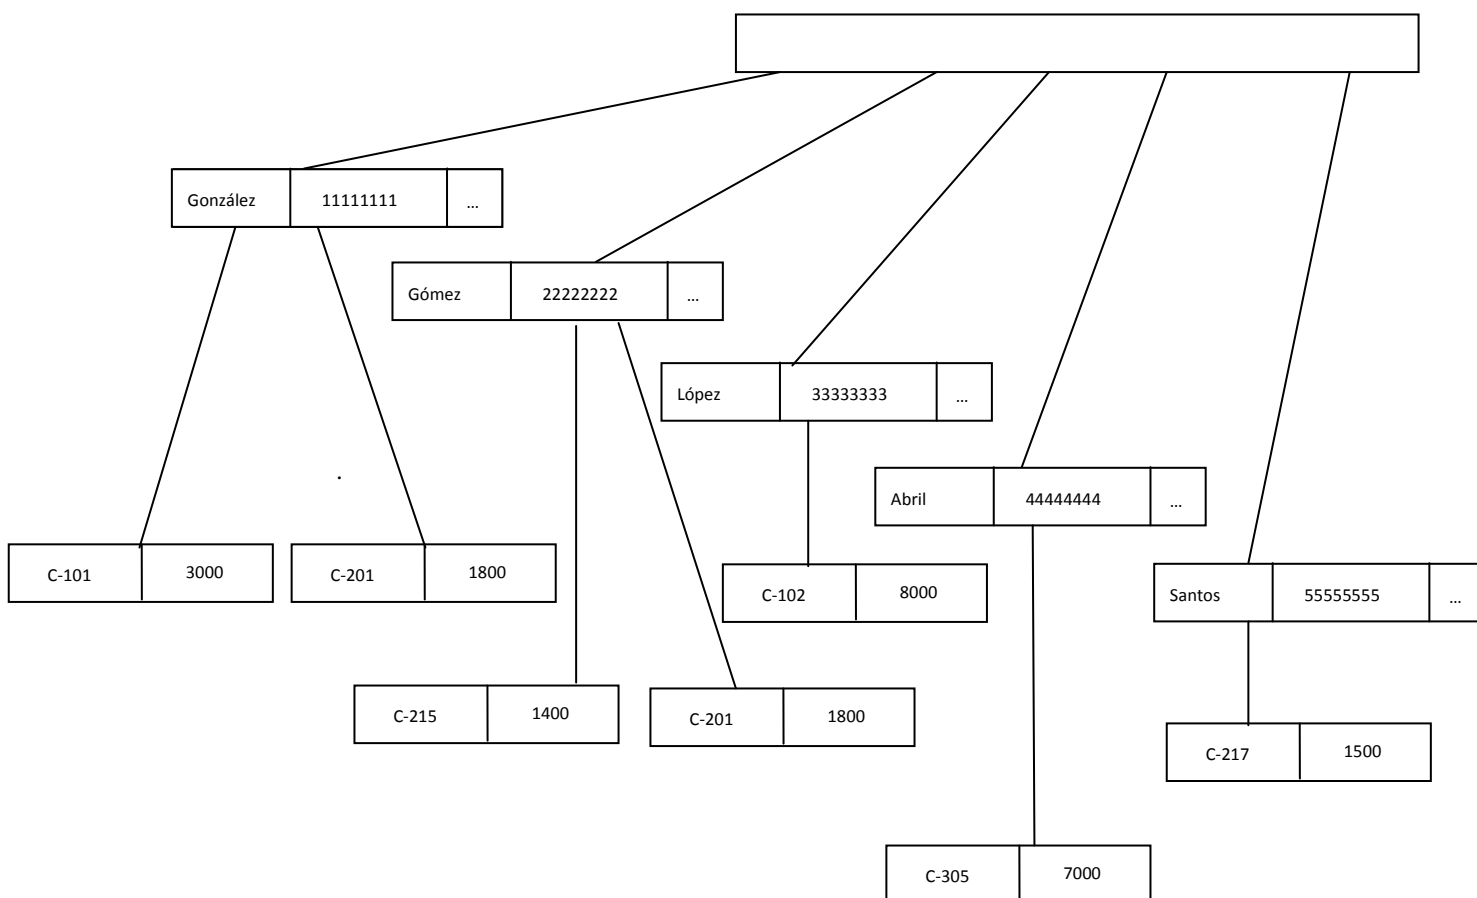 González 11111111 ...
Gómez 22222222 ...
López 33333333 ...
Abril 44444444 ...
C-101 3000
C-201 1800
C-102 8000
Santos 55555555 ...
C-215 1400
C-201 1800
C-217 1500
C-305 7000